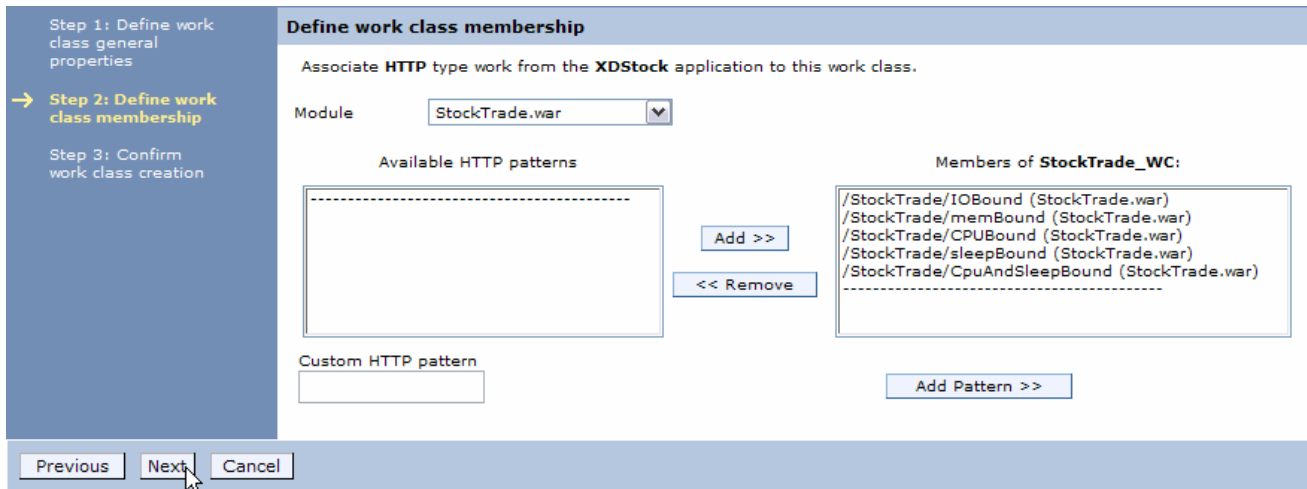 Step 1: Define work
class general
properties
Step 2: Define work
class membership
Step 3: Confirm
work class creation
Define work class membership
Associate HTTP type work from the XDStock application to this work class.
Module
StockTrade.war
Available HTTP patterns
-----------------------------------------
Add >>
<< Remove
Members of StockTrade_WC:
/StockTrade/IOBound (StockTrade.war)
/StockTrade/memBound (StockTrade.war)
/StockTrade/CPUBound (StockTrade.war)
/StockTrade/sleepBound (StockTrade.war)
/StockTrade/CpuAndSleepBound (StockTrade.war)
-----------------------------------------
Custom HTTP pattern
Add Pattern >>
Previous
Next
Cancel